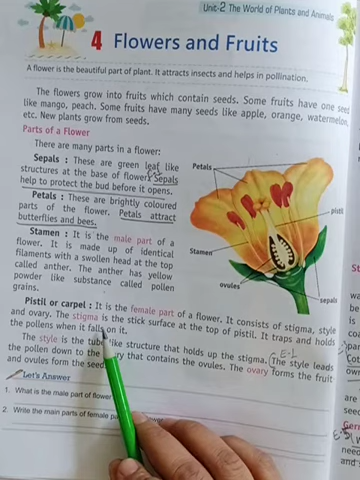 Unit-2 The World of Plants and Animals
4 Flowers and Fruits
A flower is the beautiful part of plant. It attracts insects and helps in pollination.
The flowers grow into fruits which contain seeds. Some fruits have one seed
like mango, peach. Some fruits have many seeds like apple, orange, watermelon,
etc. New plants grow from seeds.
Parts of a Flower
There are many parts in a flower:
Sepals : These are green leaf like
structures at the base of flower. Sepals
help to protect the bud before it opens.
Petals : These are brightly coloured
parts of the flower. Petals attract
butterflies and bees.
Stamen : It is the male part of a
flower. It is made up of identical
filaments with a swollen head at the top
called anther. The anther has yellow
powder like substance called pollen
grains.
Petals
pistil
Stamen
ovules
sepals
Pistil or carpel : It is the female part of a flower. It consists of stigma, style
and ovary. The stigma is the stick surface at the top of pistil. It traps and holds
the pollens when it falls on it.
The style is the tube like structure that holds up the stigma. The style leads
the pollen down to the that contains the ovules. The ovary forms the fruit
and ovules form the seed
Let's Answer
1. What is the male part of flower
2. Write the main parts of female